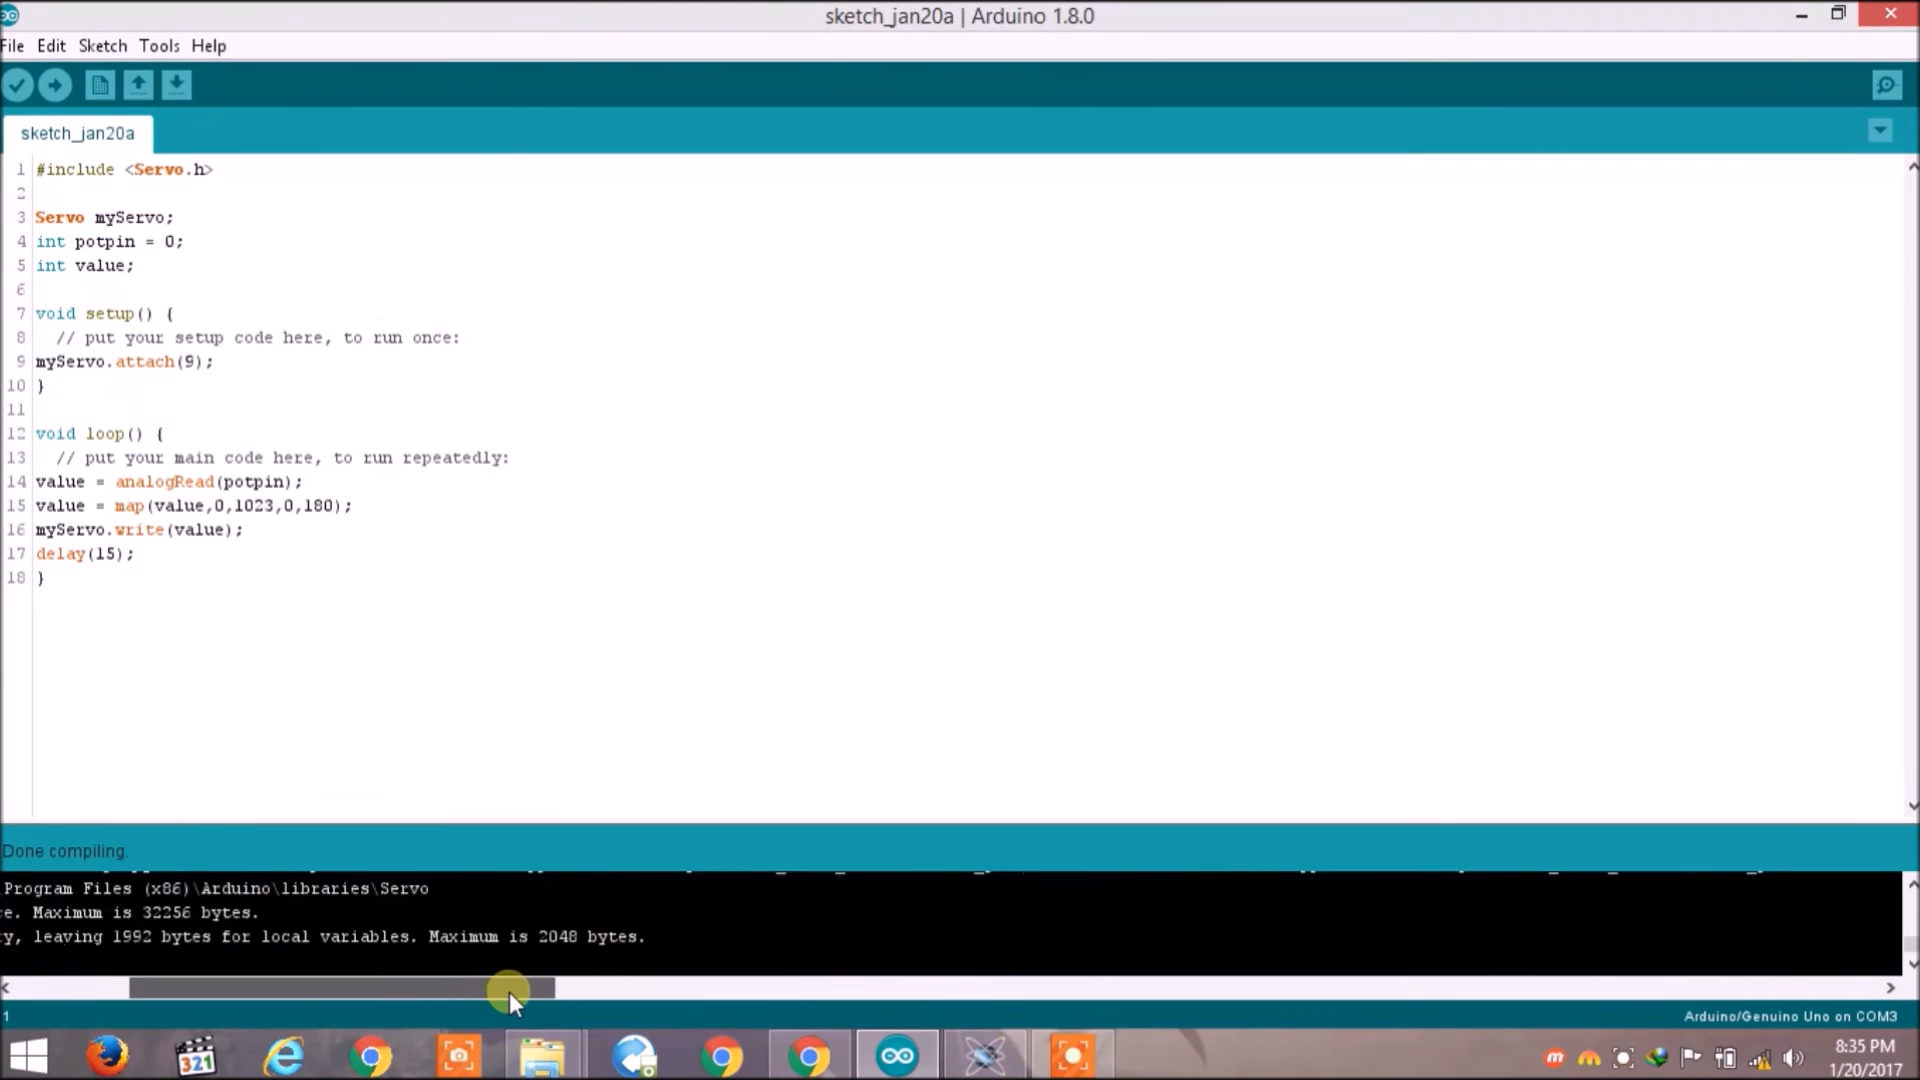 sketch_jan20a | Arduino 1.8.0
File Edit Sketch Tools Help
sketch_jan20a
1 #include <Servo.h>
2
3 Servo myServo;
4 int potpin = 0;
5 int value;
6
7 void setup() {
8 // put your setup code here, to run once:
9 myServo.attach(9);
10 }
11
12 void loop() {
13 // put your main code here, to run repeatedly:
14 value = analogRead(potpin);
15 value = map(value,0,1023,0,180);
16 myServo.write(value);
17 delay(15);
18 }
Done compiling.
Program Files (x86)\Arduino\libraries\Servo
ce. Maximum is 32256 bytes.
y, leaving 1992 bytes for local variables. Maximum is 2048 bytes.
1 Arduino/Genuino Uno on COM3
321
8:35 PM
1/20/2017